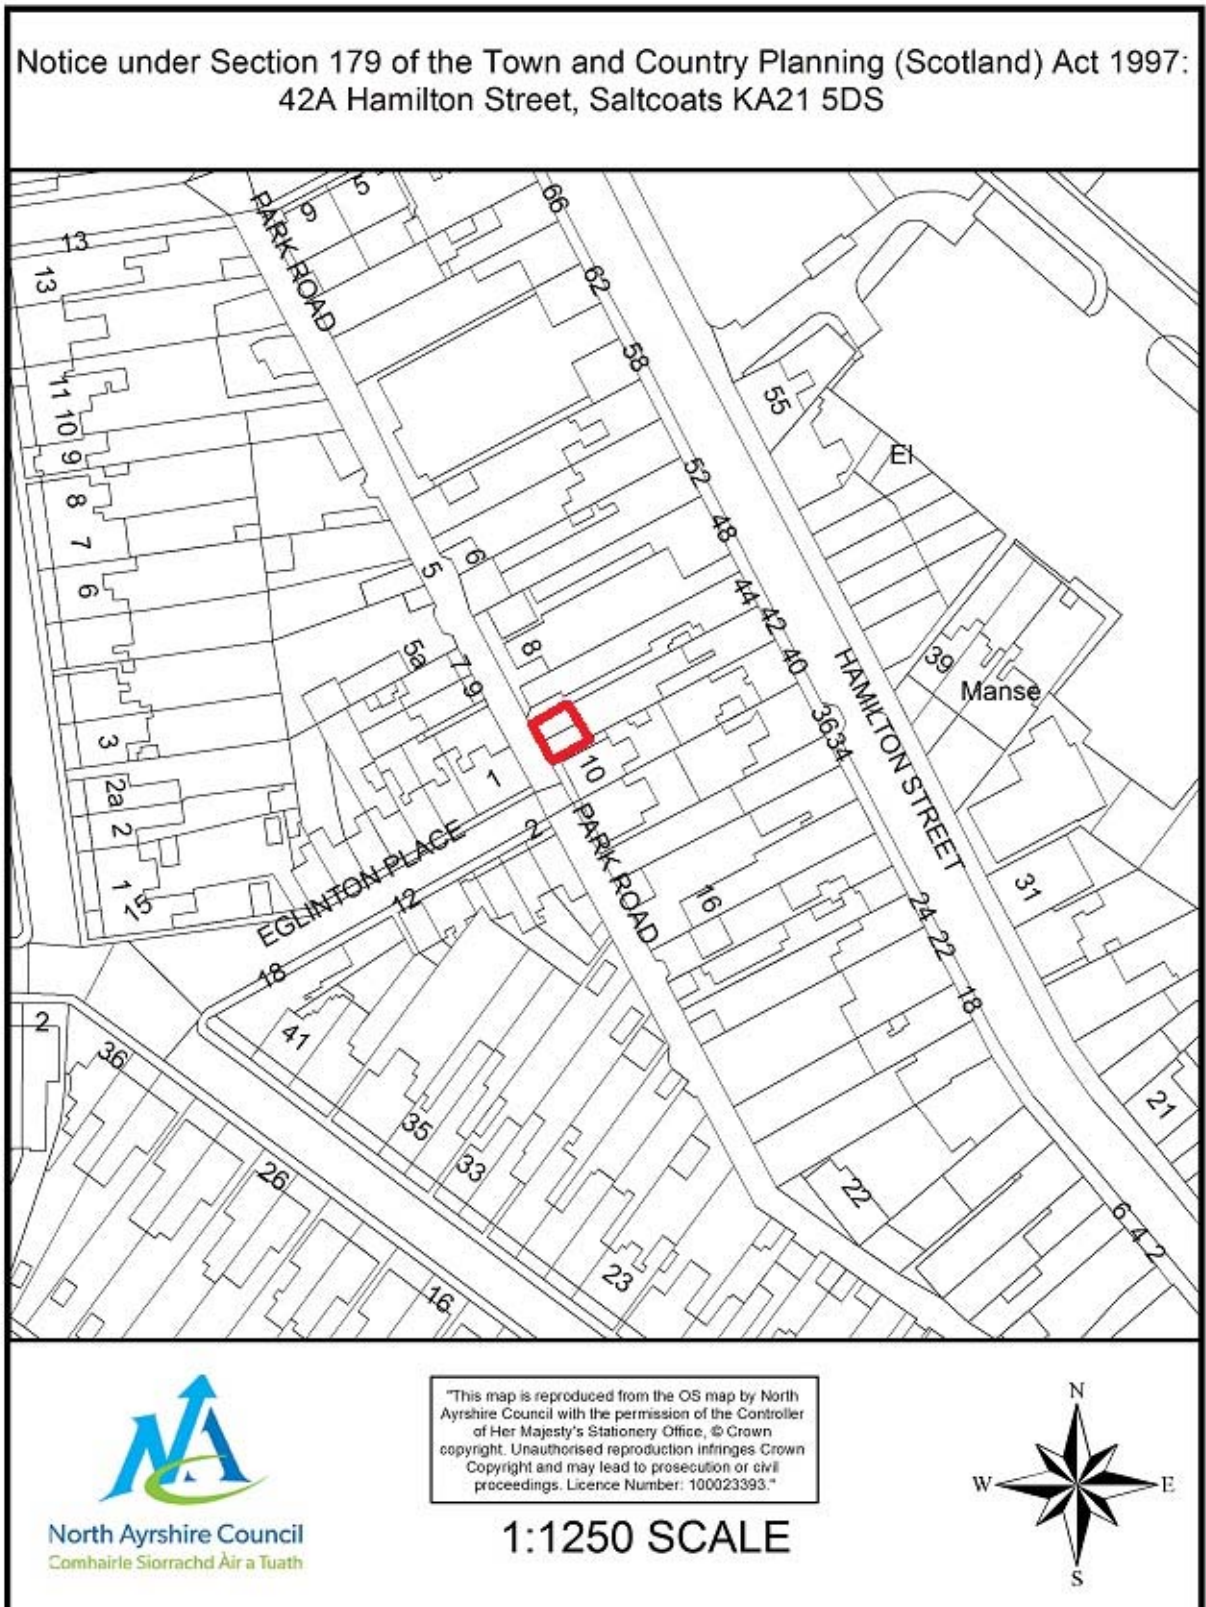 Notice under Section 179 of the Town and Country Planning (Scotland) Act 1997:
42A Hamilton Street, Saltcoats KA21 5DS
PARK ROAD
9
5
66
13
13
62
58
55
11
10
9
8
7
6
El
52
48
44
42
40
5
6
5a
7
9
8
HAMILTON STREET
39
Manse
3634
3
2a
2
1
15
1
10
2
PARK ROAD
EGLINTON PLACE
12
18
16
31
24
22
18
41
2
36
35
33
26
21
22
23
16
6
4
2
North Ayrshire Council
Comhairle Siorrachd Àir a Tuath
"This map is reproduced from the OS map by North
Ayrshire Council with the permission of the Controller
of Her Majesty's Stationery Office, © Crown
copyright. Unauthorised reproduction infringes Crown
Copyright and may lead to prosecution or civil
proceedings. Licence Number: 100023393."
1:1250 SCALE
N
W
E
S